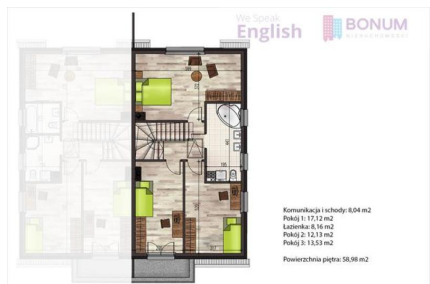 We Speak
English
BONUM
NIERUCHOMOŚCI
Komunikacja i schody: 8,04 m2
Pokój 1: 17,12 m2
Łazienka: 8,16 m2
Pokój 2: 12,13 m2
Pokój 3: 13,53 m2
Powierzchnia piętra: 58,98 m2